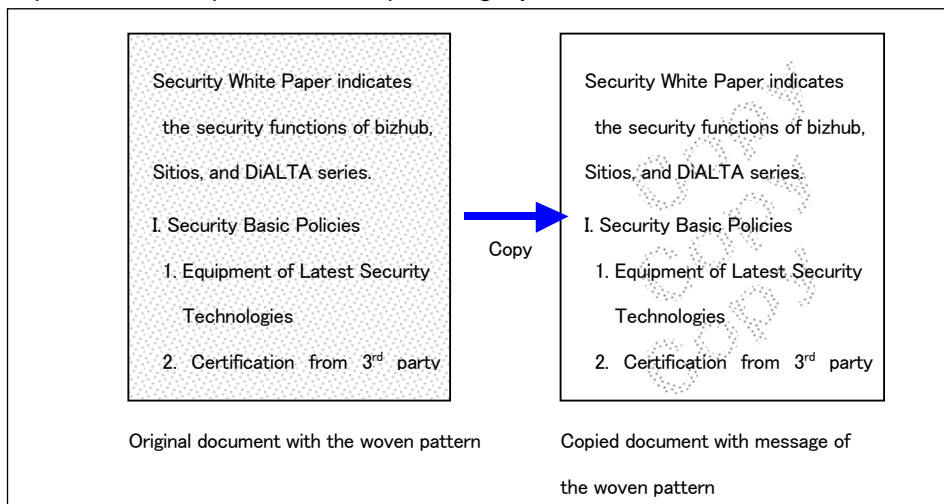 Security White Paper indicates
the security functions of bizhub,
Sitios, and DiALTA series.
I. Security Basic Policies
1. Equipment of Latest Security
Technologies
2. Certification from 3rd party
Original document with the woven pattern
Copy
Security White Paper indicates
the security functions of bizhub,
Sitios, and DiALTA series.
I. Security Basic Policies
1. Equipment of Latest Security
Technologies
2. Certification from 3rd party
Copy
Copy
Copy
Copied document with message of
the woven pattern